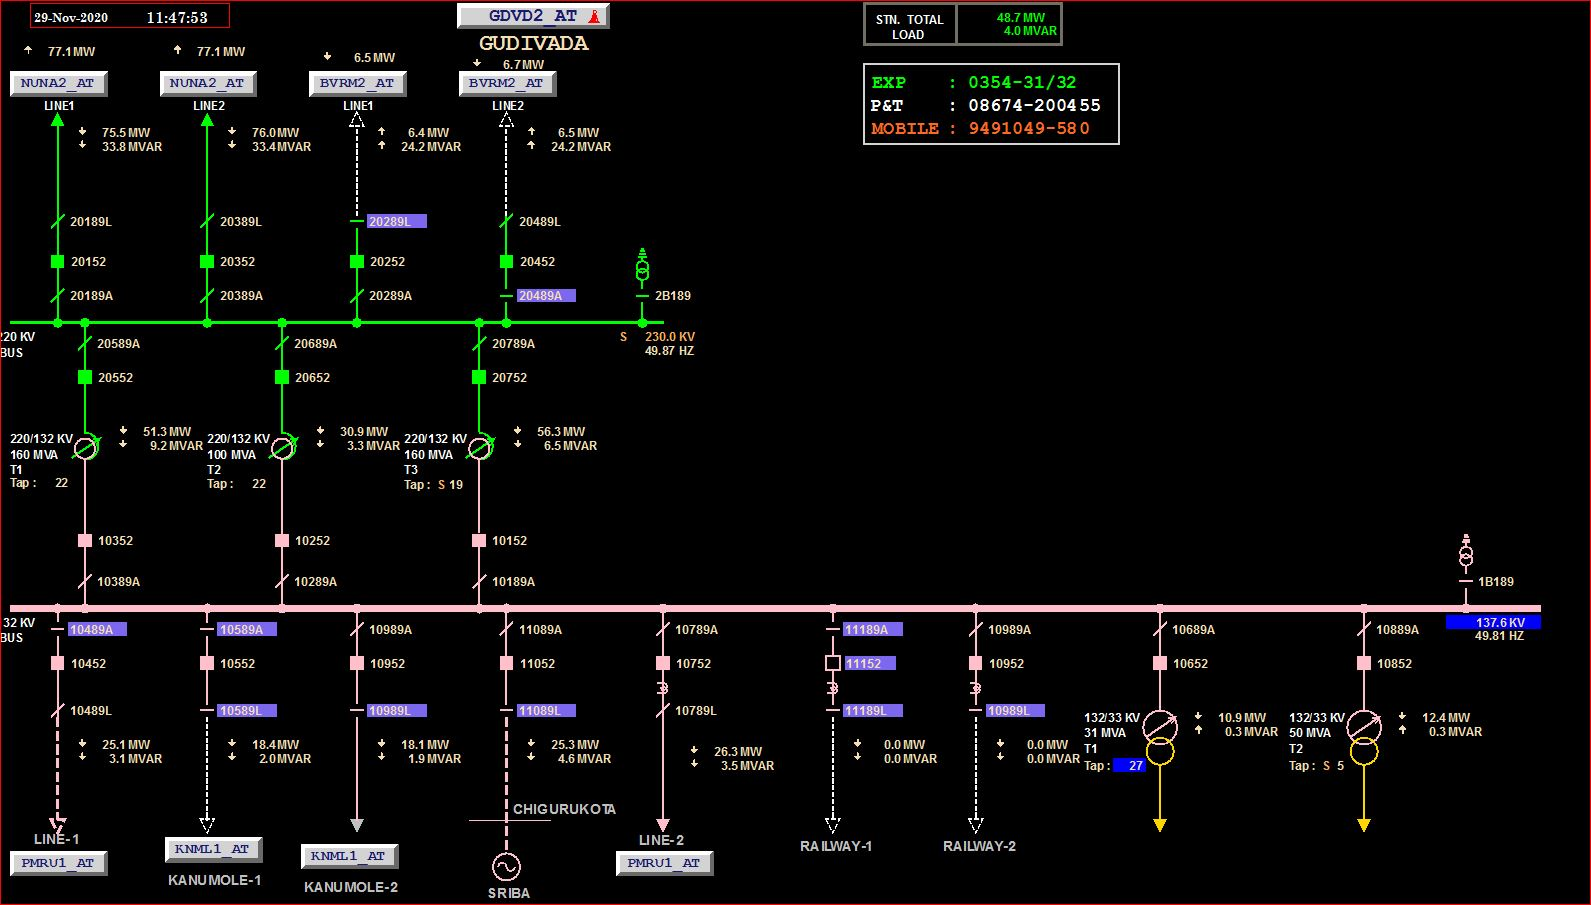 29-Nov-2020 11:47:53
GDVD2_AT
GUDIVADA
STN. TOTAL LOAD 48.7 MW 4.0 MVAR
EXP : 0354-31/32
P&T : 08674-200455
MOBILE : 9491049-580
77.1 MW 77.1 MW 6.5 MW 6.7 MW
NUNA2_AT NUNA2_AT BVRM2_AT BVRM2_AT
LINE1 LINE2 LINE1 LINE2
75.5 MW 76.0 MW 6.4 MW 6.5 MW
33.8 MVAR 33.4 MVAR 24.2 MVAR 24.2 MVAR
20189L 20389L 20289L 20489L
20152 20352 20252 20452
20189A 20389A 20289A 20489A 2B189
20 KV S 230.0 KV
BUS 49.87 HZ
20589A 20689A 20789A
20552 20652 20752
51.3 MW 30.9 MW 56.3 MW
9.2 MVAR 3.3 MVAR 6.5 MVAR
220/132 KV 220/132 KV 220/132 KV
160 MVA 100 MVA 160 MVA
T1 T2 T3
Tap : 22 Tap : 22 Tap : S 19
10352 10252 10152
10389A 10289A 10189A 1B189
32 KV 137.6 KV
BUS 49.81 HZ
10489A 10589A 10989A 11089A 10789A 11189A 10989A 10689A 10889A
10452 10552 10952 11052 10752 11152 10952 10652 10852
10489L 10589L 10989L 11089L 10789L 11189L 10989L
132/33 KV 10.9 MW 132/33 KV 12.4 MW
31 MVA 0.3 MVAR 50 MVA 0.3 MVAR
T1 T2
Tap : 27 Tap : S 5
25.1 MW 18.4 MW 18.1 MW 25.3 MW 26.3 MW 0.0 MW 0.0 MW
3.1 MVAR 2.0 MVAR 1.9 MVAR 4.6 MVAR 3.5 MVAR 0.0 MVAR 0.0 MVAR
CHIGURUKOTA
LINE-1 LINE-2 RAILWAY-1 RAILWAY-2
PMRU1_AT KNML1_AT KNML1_AT PMRU1_AT
KANUMOLE-1 KANUMOLE-2 SRIBA